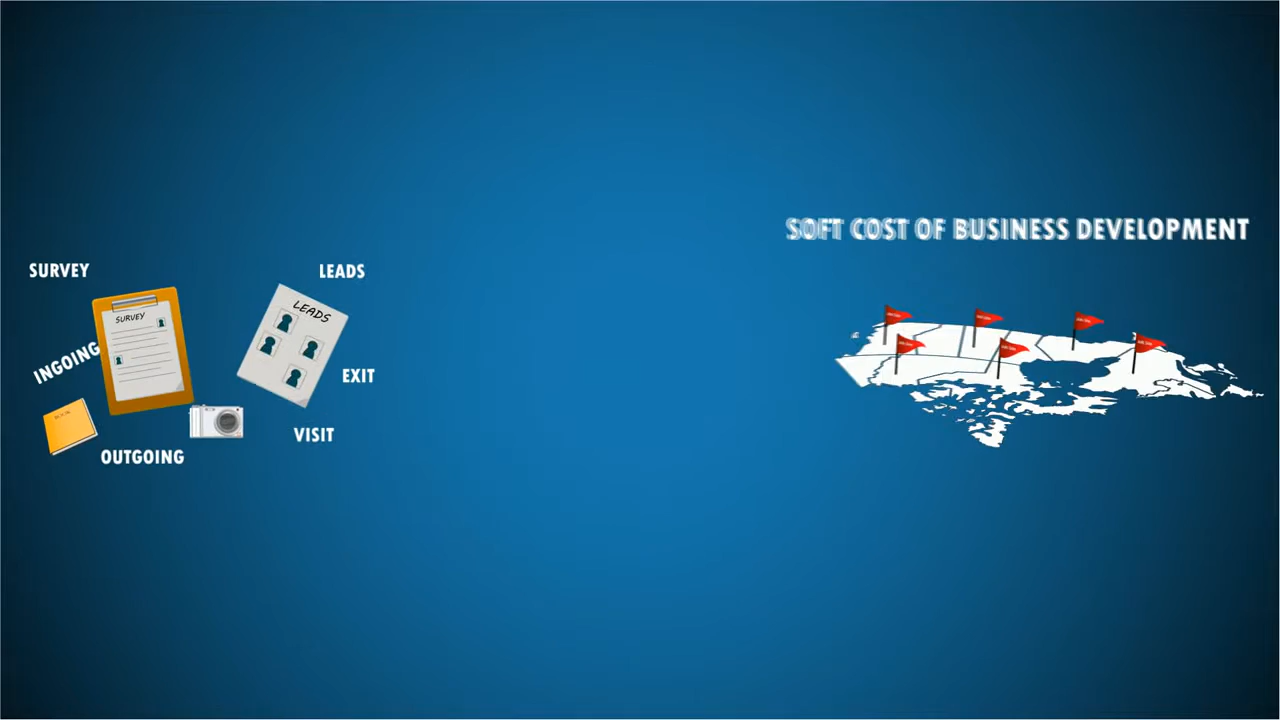 SOFT COST OF BUSINESS DEVELOPMENT
SURVEY
LEADS
SURVEY
LEADS
INGOING
EXIT
VISIT
OUTGOING